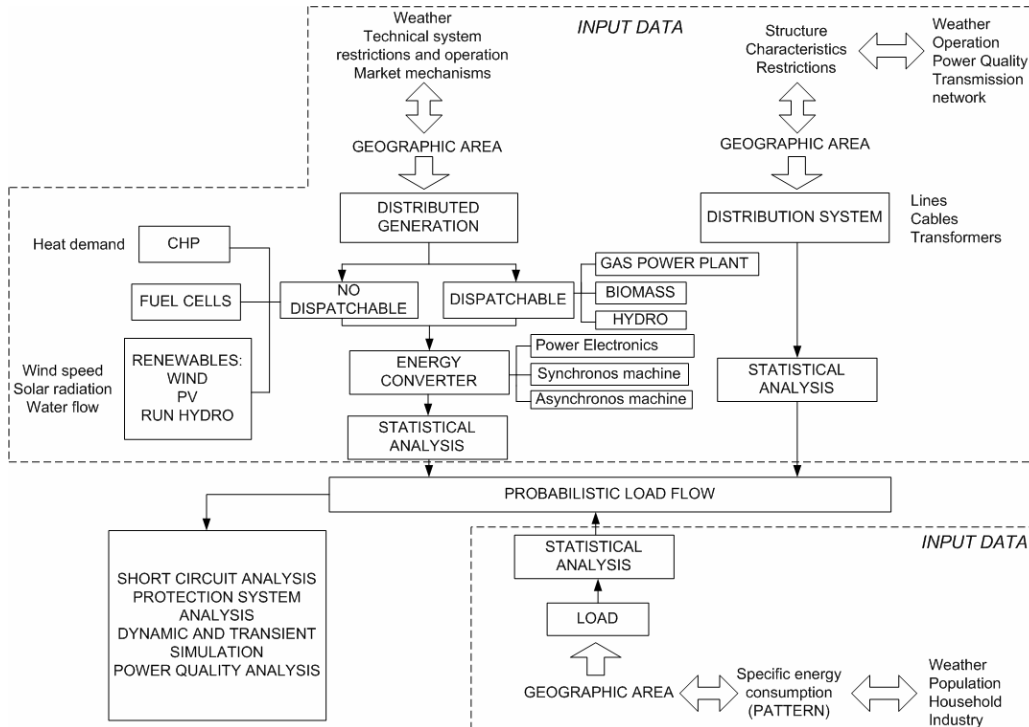 INPUT DATA
Weather
Technical system
restrictions and operation
Market mechanisms
Structure
Characteristics
Restrictions
Weather
Operation
Power Quality
Transmission
network
GEOGRAPHIC AREA
GEOGRAPHIC AREA
DISTRIBUTED
GENERATION
DISTRIBUTION SYSTEM
Lines
Cables
Transformers
Heat demand
CHP
GAS POWER PLANT
FUEL CELLS
NO
DISPATCHABLE
DISPATCHABLE
BIOMASS
HYDRO
Wind speed
Solar radiation
Water flow
RENEWABLES:
WIND
PV
RUN HYDRO
ENERGY
CONVERTER
Power Electronics
Synchronos machine
Asynchronos machine
STATISTICAL
ANALYSIS
STATISTICAL
ANALYSIS
PROBABILISTIC LOAD FLOW
INPUT DATA
SHORT CIRCUIT ANALYSIS
PROTECTION SYSTEM
ANALYSIS
DYNAMIC AND TRANSIENT
SIMULATION
POWER QUALITY ANALYSIS
STATISTICAL
ANALYSIS
LOAD
GEOGRAPHIC AREA
Specific energy
consumption
(PATTERN)
Weather
Population
Household
Industry